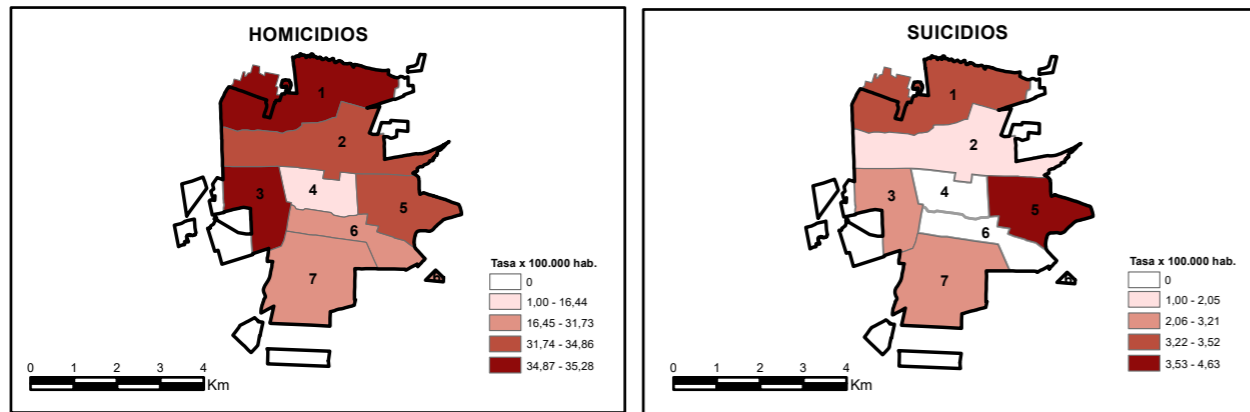 HOMICIDIOS
1
2
3
4
5
6
7
Tasa x 100.000 hab.
0
1,00 - 16,44
16,45 - 31,73
31,74 - 34,86
34,87 - 35,28
0 1 2 3 4
Km
SUICIDIOS
1
2
3
4
5
6
7
Tasa x 100.000 hab.
0
1,00 - 2,05
2,06 - 3,21
3,22 - 3,52
3,53 - 4,63
0 1 2 3 4
Km